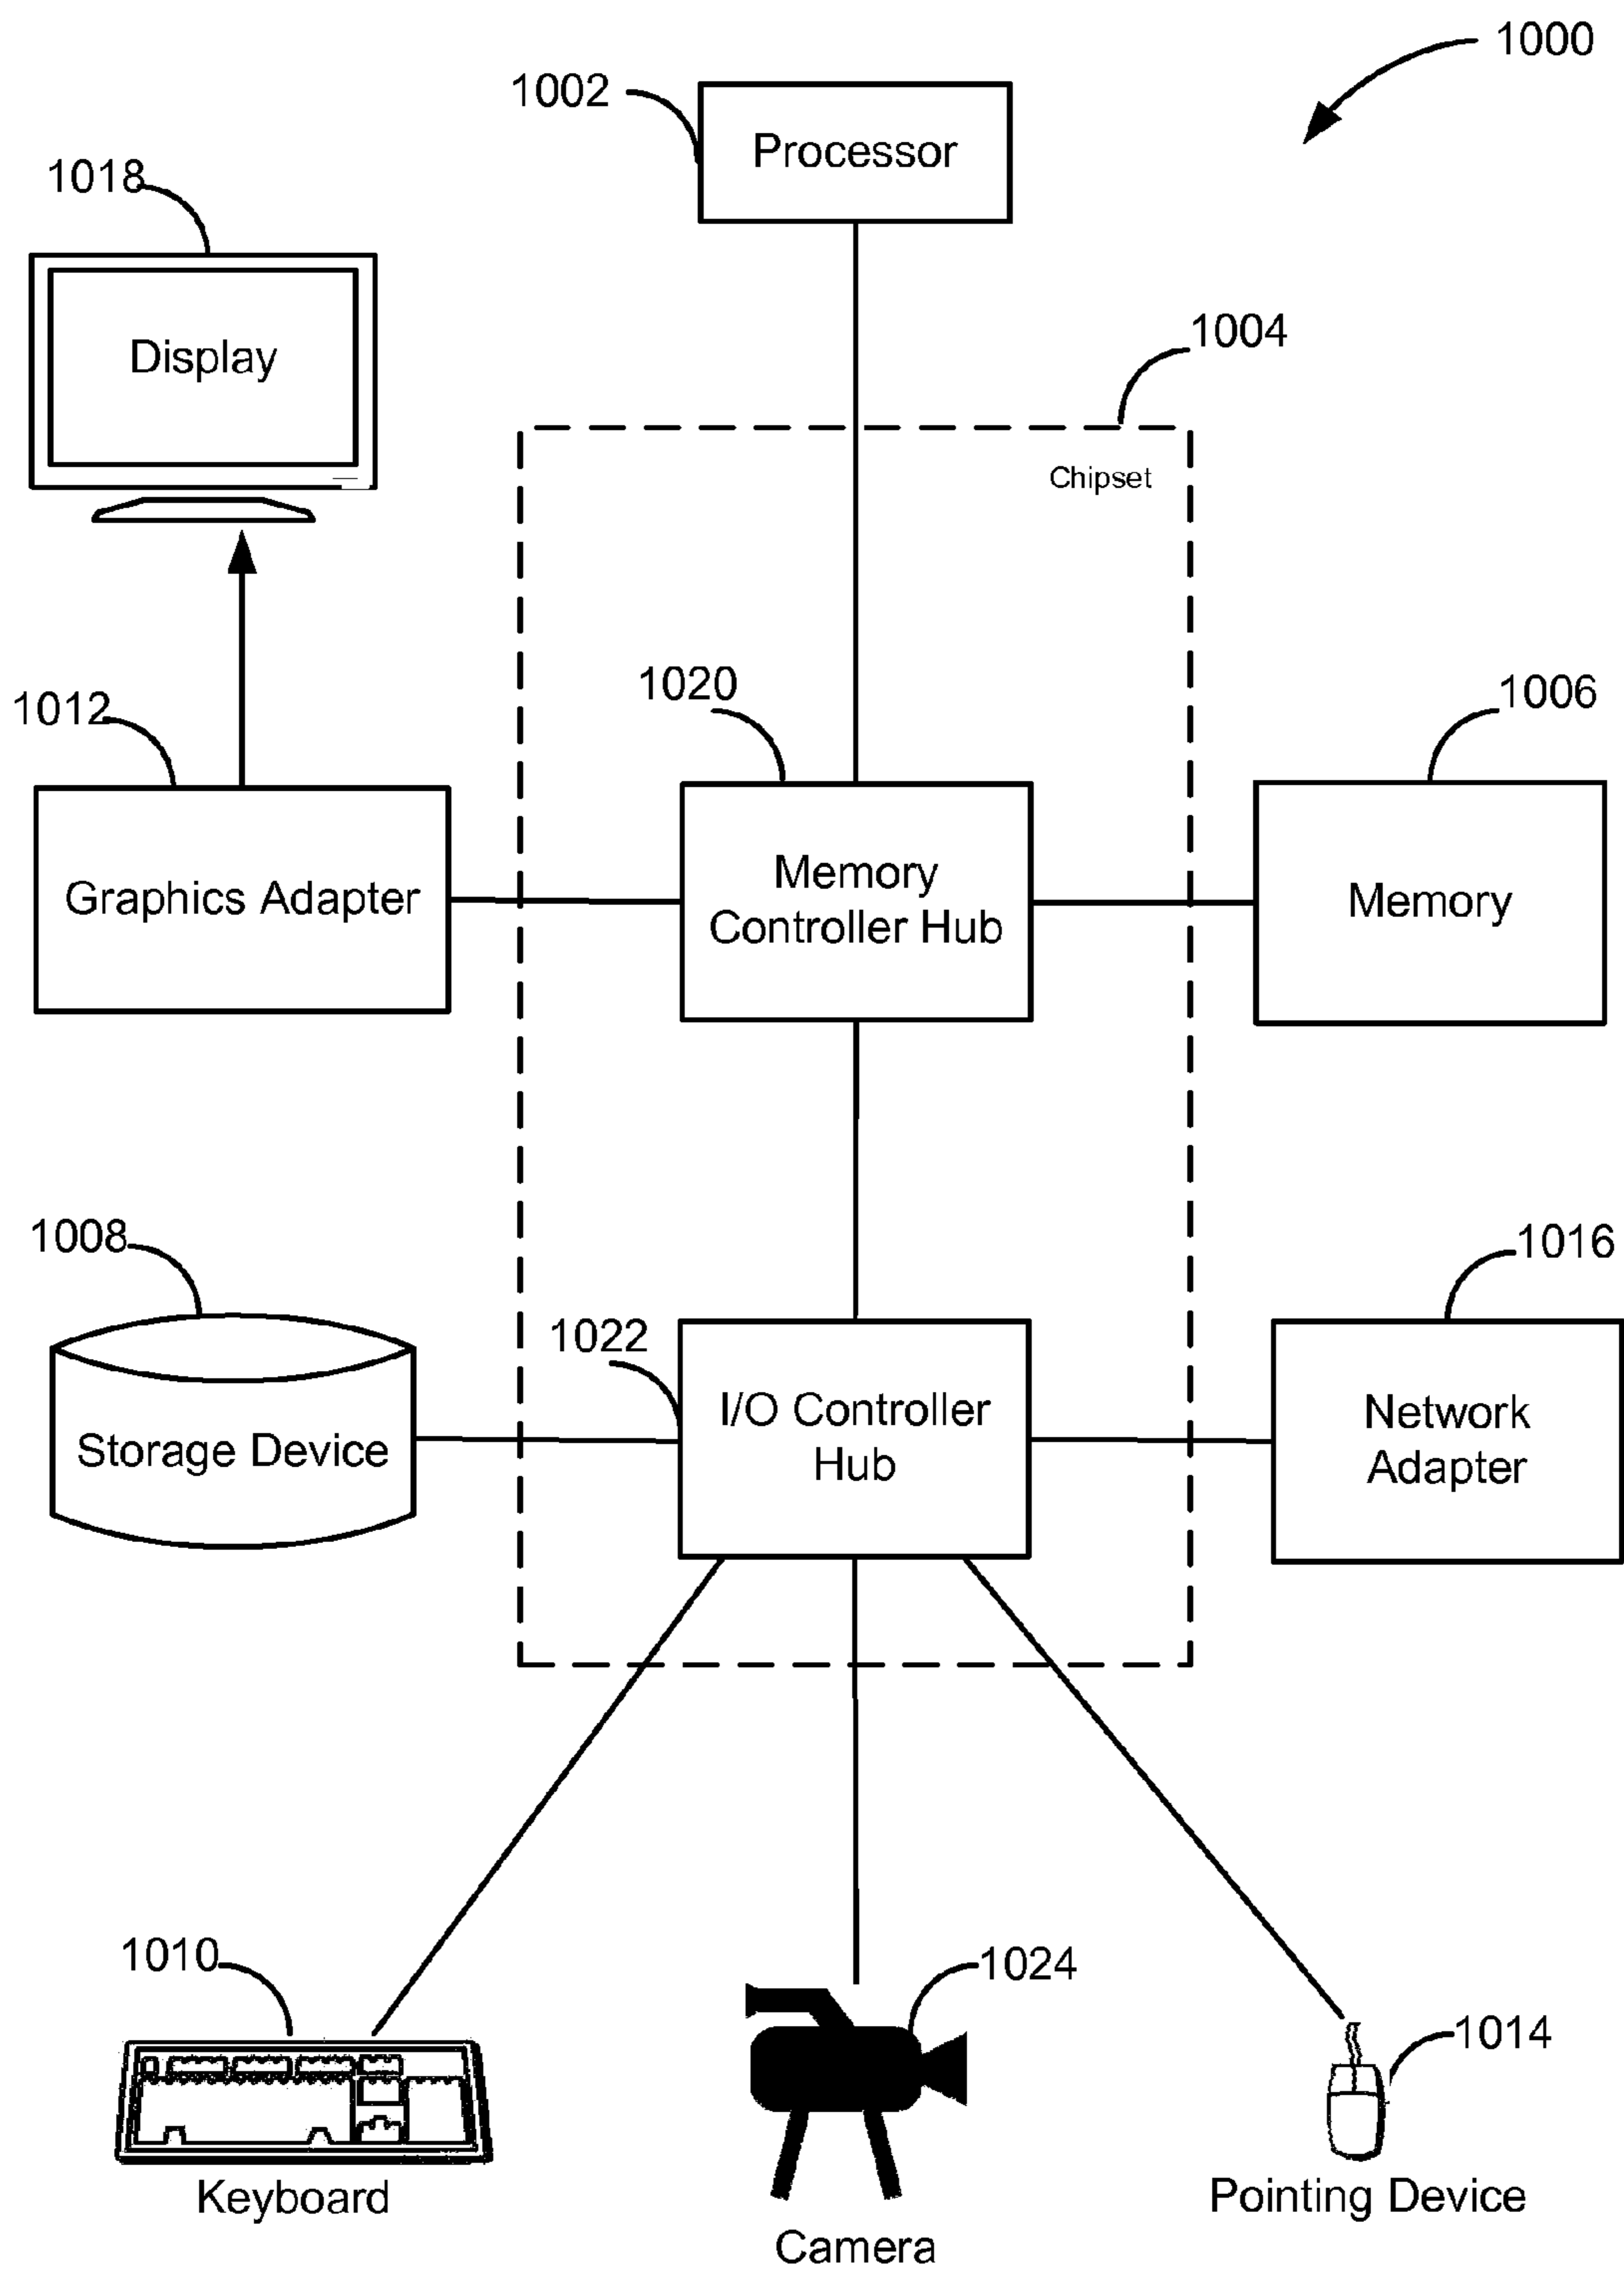 1000
1002
Processor
1018
Display
1004
Chipset
1020
1012
1006
Graphics Adapter
Memory
Controller Hub
Memory
1008
1016
1022
Storage Device
I/O Controller
Hub
Network
Adapter
1010
1024
1014
Keyboard
Camera
Pointing Device